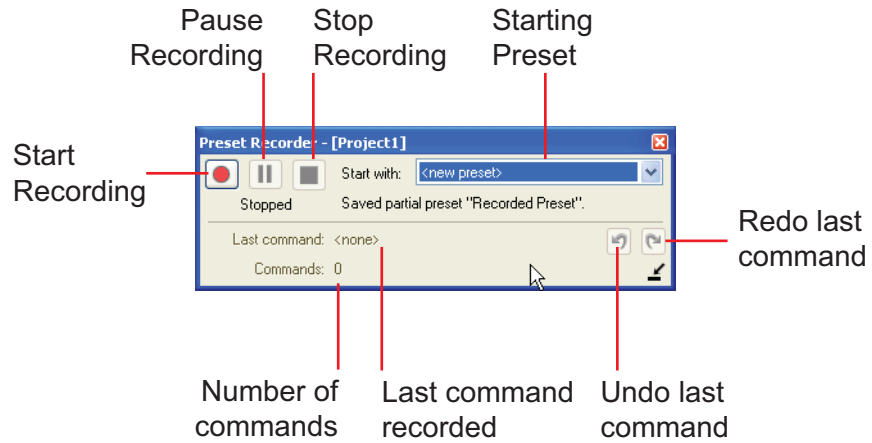 Pause
Recording
Stop
Recording
Starting
Preset
Start
Recording
Preset Recorder - [Project1]
Start with: <new preset>
Stopped
Saved partial preset "Recorded Preset".
Last command: <none>
Commands: 0
Redo last
command
Number of
commands
Last command
recorded
Undo last
command